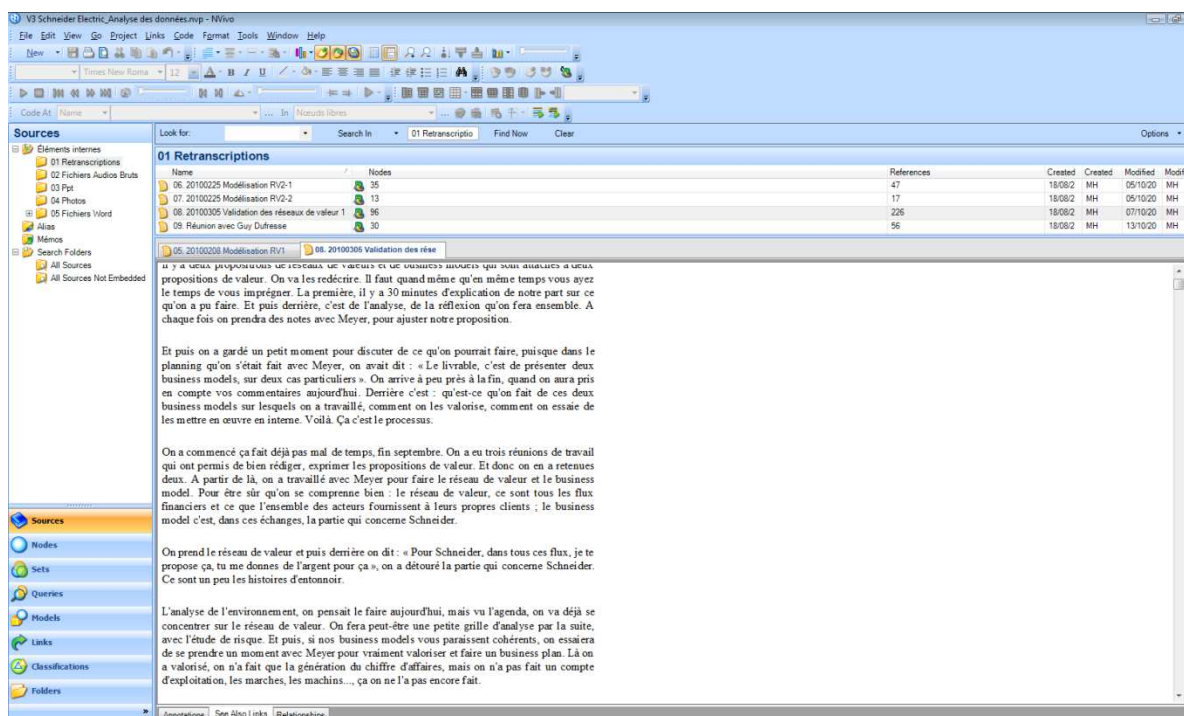 V3 Schneider Electric_Analyse des données.nvp - NVivo
File Edit View Go Project Links Code Format Tools Window Help
New
Times New Roma 12
Code At Name In Nœuds libres
Sources
Éléments internes
01 Retranscriptions
02 Fichiers Audios Bruts
03 Ppt
04 Photos
05 Fichiers Word
Alias
Mémos
Search Folders
All Sources
All Sources Not Embedded
Sources
Nodes
Sets
Queries
Models
Links
Classifications
Folders
Look for: Search In 01 Retranscriptio Find Now Clear Options
01 Retranscriptions
Name Nodes References Created Created Modified Modif
06. 20100225 Modélisation RV2-1 35 47 18/08/2 MH 05/10/20 MH
07. 20100225 Modélisation RV2-2 13 17 18/08/2 MH 05/10/20 MH
08. 20100305 Validation des réseaux de valeur 1 96 226 18/08/2 MH 07/10/20 MH
09. Réunion avec Guy Dufresse 30 56 18/08/2 MH 13/10/20 MH
05. 20100208 Modélisation RV1 08. 20100305 Validation des rése
Il y a deux propositions de réseaux de valeurs et de business models qui sont attachés à deux
propositions de valeur. On va les redécrire. Il faut quand même qu'en même temps vous ayez
le temps de vous imprégner. La première, il y a 30 minutes d'explication de notre part sur ce
qu'on a pu faire. Et puis derrière, c'est de l'analyse, de la réflexion qu'on fera ensemble. A
chaque fois on prendra des notes avec Meyer, pour ajuster notre proposition.
Et puis on a gardé un petit moment pour discuter de ce qu'on pourrait faire, puisque dans le
planning qu'on s'était fait avec Meyer, on avait dit : « Le livrable, c'est de présenter deux
business models, sur deux cas particuliers ». On arrive à peu près à la fin, quand on aura pris
en compte vos commentaires aujourd'hui. Derrière c'est : qu'est-ce qu'on fait de ces deux
business models sur lesquels on a travaillé, comment on les valorise, comment on essaie de
les mettre en œuvre en interne. Voilà. Ça c'est le processus.
On a commencé ça fait déjà pas mal de temps, fin septembre. On a eu trois réunions de travail
qui ont permis de bien rédiger, exprimer les propositions de valeur. Et donc on en a retenues
deux. A partir de là, on a travaillé avec Meyer pour faire le réseau de valeur et le business
model. Pour être sûr qu'on se comprenne bien : le réseau de valeur, ce sont tous les flux
financiers et ce que l'ensemble des acteurs fournissent à leurs propres clients ; le business
model c'est, dans ces échanges, la partie qui concerne Schneider.
On prend le réseau de valeur et puis derrière on dit : « Pour Schneider, dans tous ces flux, je te
propose ça, tu me donnes de l'argent pour ça », on a détouré la partie qui concerne Schneider.
Ce sont un peu les histoires d'entonnoir.
L'analyse de l'environnement, on pensait le faire aujourd'hui, mais vu l'agenda, on va déjà se
concentrer sur le réseau de valeur. On fera peut-être une petite grille d'analyse par la suite,
avec l'étude de risque. Et puis, si nos business models vous paraissent cohérents, on essaiera
de se prendre un moment avec Meyer pour vraiment valoriser et faire un business plan. Là on
a valorisé, on n'a fait que la génération du chiffre d'affaires, mais on n'a pas fait un compte
d'exploitation, les marches, les machins..., ça on ne l'a pas encore fait.
Annotations See Also Links Relationships